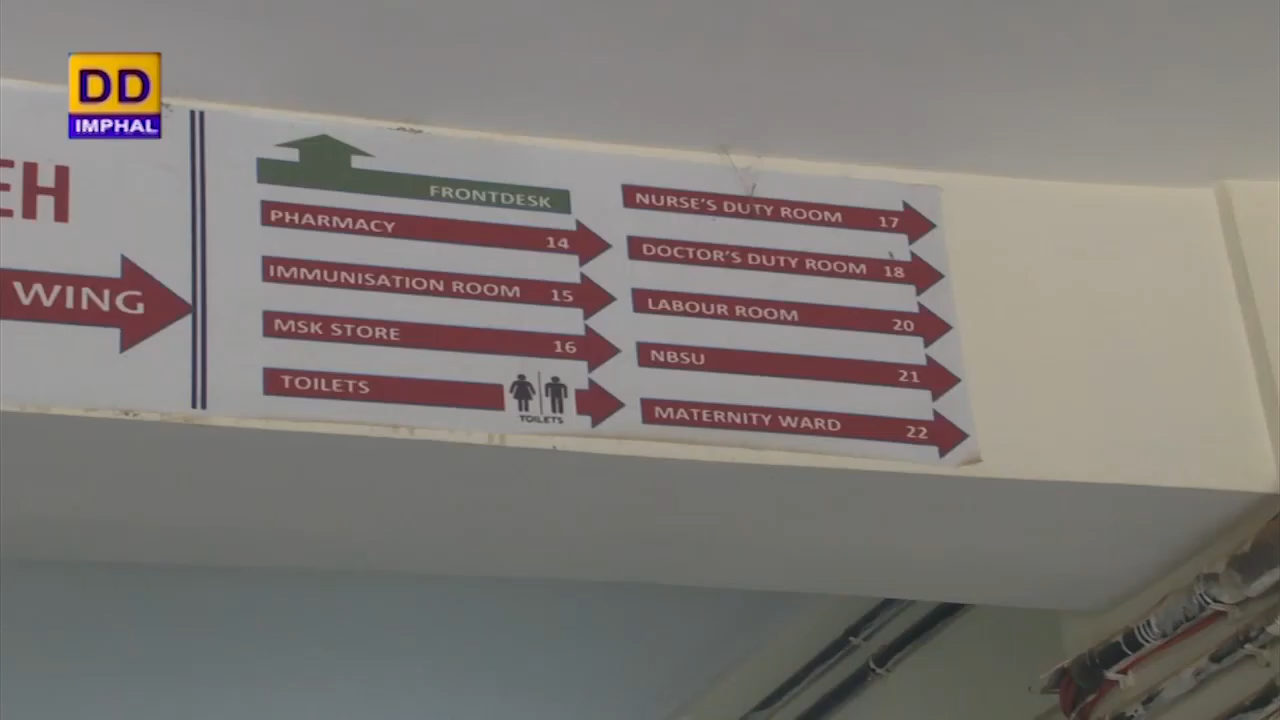 DD
IMPHAL
EH
WING
FRONTDESK
PHARMACY 14
IMMUNISATION ROOM 15
MSK STORE 16
TOILETS
TOILETS
NURSE'S DUTY ROOM 17
DOCTOR'S DUTY ROOM 18
LABOUR ROOM 20
NBSU 21
MATERNITY WARD 22